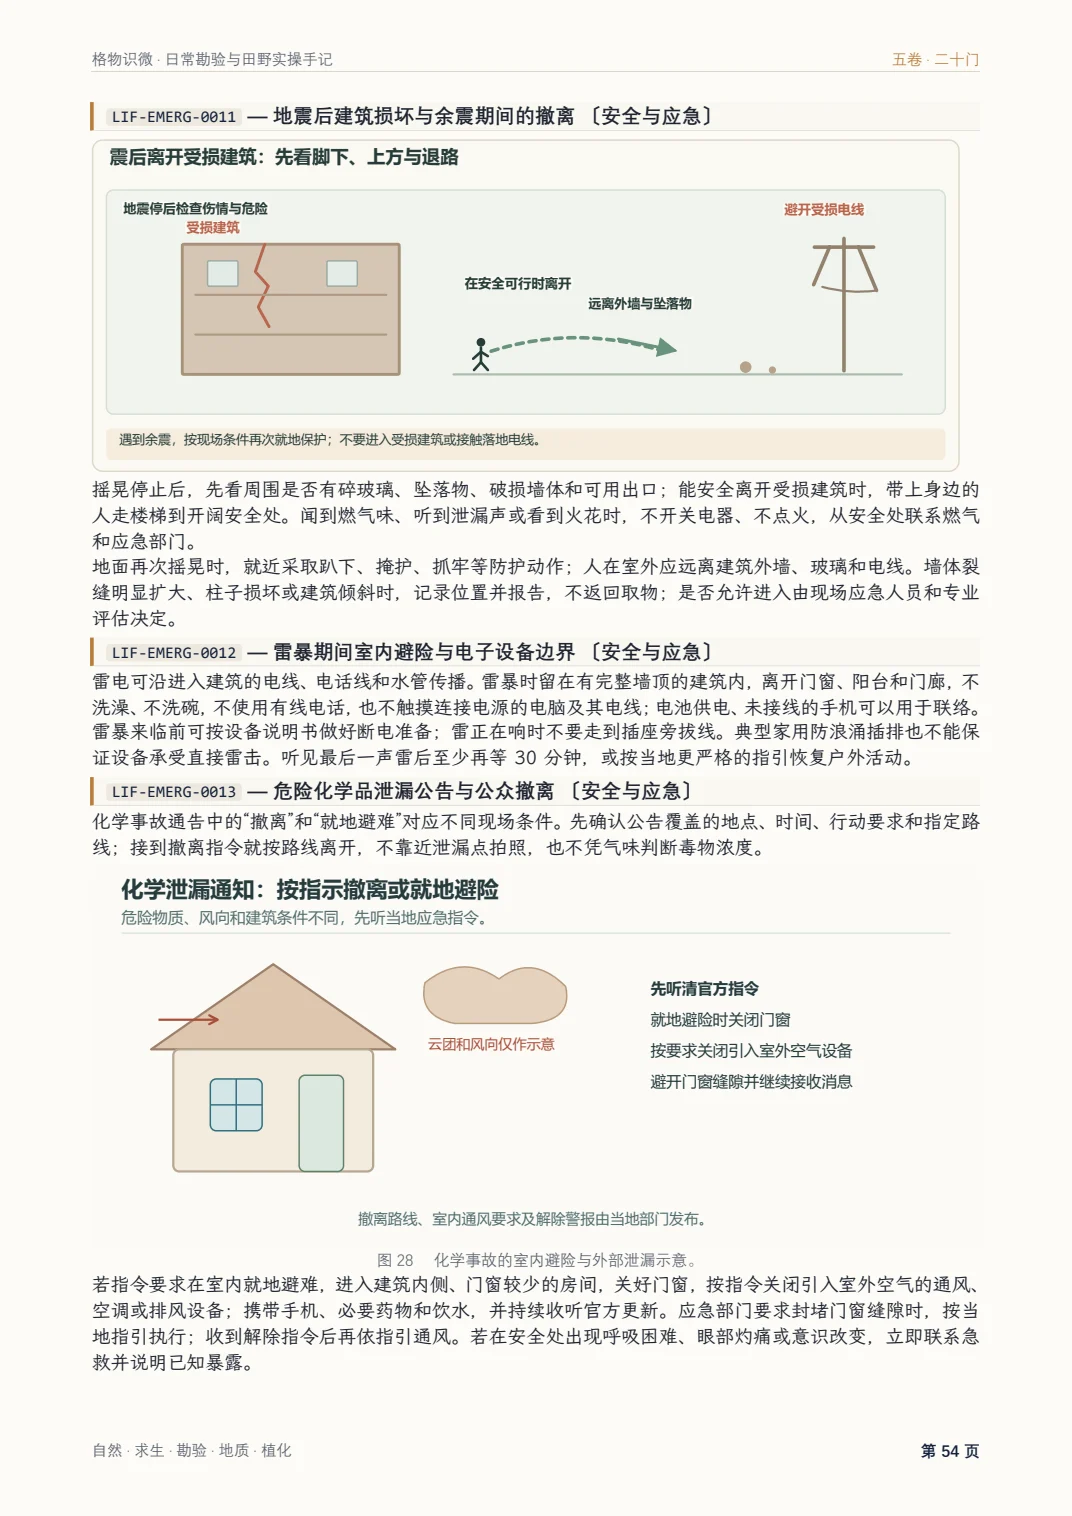 格物识微 · 日常勘验与田野实操手记
五卷 · 二十门
LIF-EMERG-0011 — 地震后建筑损坏与余震期间的撤离 〔安全与应急〕
震后离开受损建筑：先看脚下、上方与退路
地震停后检查伤情与危险
受损建筑
避开受损电线
在安全可行时离开
远离外墙与坠落物
遇到余震，按现场条件再次就地保护；不要进入受损建筑或接触落地电线。
摇晃停止后，先看周围是否有碎玻璃、坠落物、破损墙体和可用出口；能安全离开受损建筑时，带上身边的
人走楼梯到开阔安全处。闻到燃气味、听到泄漏声或看到火花时，不开关电器、不点火，从安全处联系燃气
和应急部门。
地面再次摇晃时，就近采取趴下、掩护、抓牢等防护动作；人在室外应远离建筑外墙、玻璃和电线。墙体裂
缝明显扩大、柱子损坏或建筑倾斜时，记录位置并报告，不返回取物；是否允许进入由现场应急人员和专业
评估决定。
LIF-EMERG-0012 — 雷暴期间室内避险与电子设备边界 〔安全与应急〕
雷电可沿进入建筑的电线、电话线和水管传播。雷暴时留在有完整墙顶的建筑内，离开门窗、阳台和门廊，不
洗澡、不洗碗，不使用有线电话，也不触摸连接电源的电脑及其电线；电池供电、未接线的手机可以用于联络。
雷暴来临前可按设备说明书做好断电准备；雷正在响时不要走到插座旁拔线。典型家用防浪涌插排也不能保
证设备承受直接雷击。听见最后一声雷后至少再等 30 分钟，或按当地更严格的指引恢复户外活动。
LIF-EMERG-0013 — 危险化学品泄漏公告与公众撤离 〔安全与应急〕
化学事故通告中的“撤离”和“就地避难”对应不同现场条件。先确认公告覆盖的地点、时间、行动要求和指定路
线；接到撤离指令就按路线离开，不靠近泄漏点拍照，也不凭气味判断毒物浓度。
化学泄漏通知：按指示撤离或就地避险
危险物质、风向和建筑条件不同，先听当地应急指令。
云团和风向仅作示意
先听清官方指令
就地避险时关闭门窗
按要求关闭引入室外空气设备
避开门窗缝隙并继续接收消息
撤离路线、室内通风要求及解除警报由当地部门发布。
图 28 化学事故的室内避险与外部泄漏示意。
若指令要求在室内就地避难，进入建筑内侧、门窗较少的房间，关好门窗，按指令关闭引入室外空气的通风、
空调或排风设备；携带手机、必要药物和饮水，并持续收听官方更新。应急部门要求封堵门窗缝隙时，按当
地指引执行；收到解除指令后再依指引通风。若在安全处出现呼吸困难、眼部灼痛或意识改变，立即联系急
救并说明已知暴露。
自然 · 求生 · 勘验 · 地质 · 植化
第 54 页